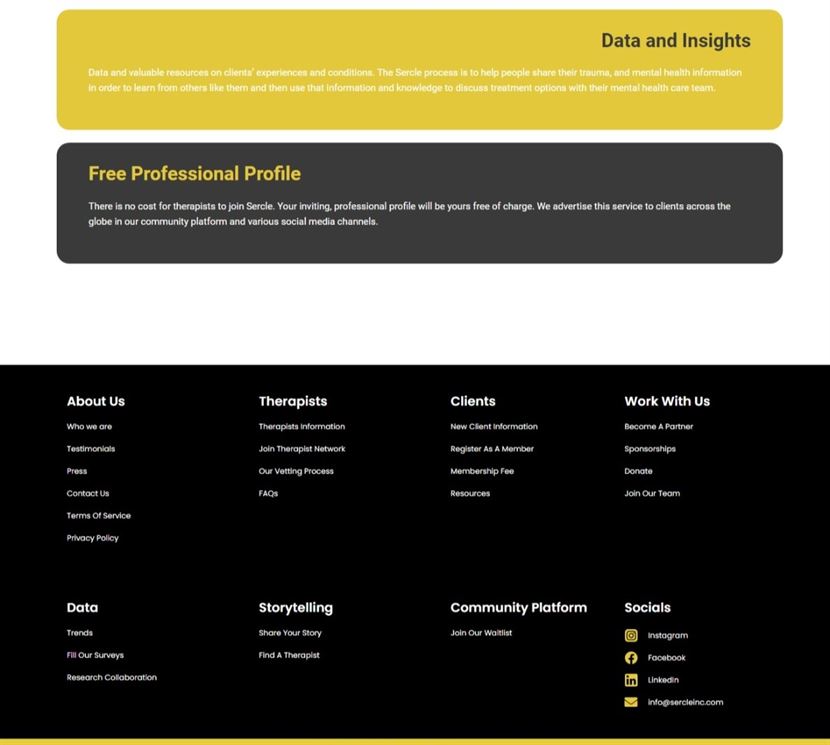 Data and Insights
Data and valuable resources on clients' experiences and conditions. The Sercle process is to help people share their trauma, and mental health information
in order to learn from others like them and then use that information and knowledge to discuss treatment options with their mental health care team.
Free Professional Profile
There is no cost for therapists to join Sercle. Your inviting, professional profile will be yours free of charge. We advertise this service to clients across the
globe in our community platform and various social media channels.
About Us
Who we are
Testimonials
Press
Contact Us
Terms Of Service
Privacy Policy
Therapists
Therapists Information
Join Therapist Network
Our Vetting Process
FAQs
Clients
New Client Information
Register As A Member
Membership Fee
Resources
Work With Us
Become A Partner
Sponsorships
Donate
Join Our Team
Data
Trends
Fill Our Surveys
Research Collaboration
Storytelling
Share Your Story
Find A Therapist
Community Platform
Join Our Waitlist
Socials
Instagram
Facebook
LinkedIn
info@sercleinc.com